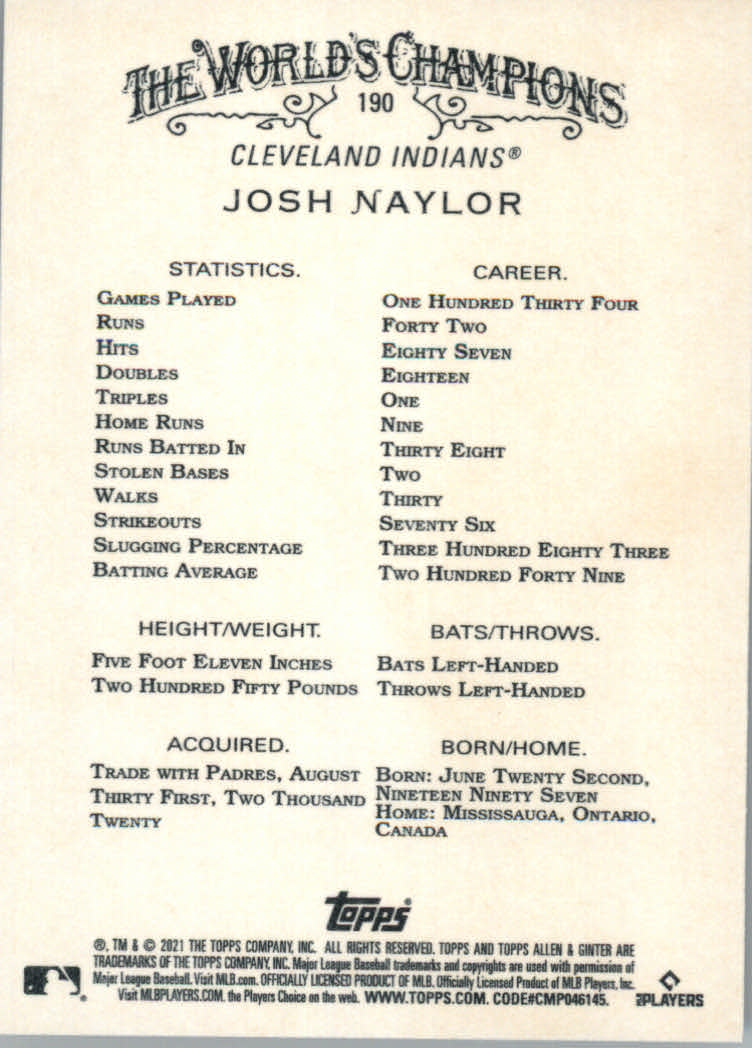 THE WORLD'S CHAMPIONS
190
CLEVELAND INDIANS®
JOSH NAYLOR
STATISTICS. CAREER.
GAMES PLAYED ONE HUNDRED THIRTY FOUR
RUNS FORTY TWO
HITS EIGHTY SEVEN
DOUBLES EIGHTEEN
TRIPLES ONE
HOME RUNS NINE
RUNS BATTED IN THIRTY EIGHT
STOLEN BASES TWO
WALKS THIRTY
STRIKEOUTS SEVENTY SIX
SLUGGING PERCENTAGE THREE HUNDRED EIGHTY THREE
BATTING AVERAGE TWO HUNDRED FORTY NINE
HEIGHT/WEIGHT.
FIVE FOOT ELEVEN INCHES
TWO HUNDRED FIFTY POUNDS
BATS/THROWS.
BATS LEFT-HANDED
THROWS LEFT-HANDED
ACQUIRED.
TRADE WITH PADRES, AUGUST
THIRTY FIRST, TWO THOUSAND
TWENTY
BORN/HOME.
BORN: JUNE TWENTY SECOND,
NINETEEN NINETY SEVEN
HOME: MISSISSAUGA, ONTARIO,
CANADA
Topps®
®, TM & © 2021 THE TOPPS COMPANY, INC. ALL RIGHTS RESERVED. TOPPS AND TOPPS ALLEN & GINTER ARE
TRADEMARKS OF THE TOPPS COMPANY, INC. Major League Baseball trademarks and copyrights are used with permission of
Major League Baseball. Visit MLB.com. OFFICIALLY LICENSED PRODUCT OF MLB. Officially Licensed Product of MLB Players, Inc.
Visit MLBPLAYERS.COM, the Players Choice on the web. WWW.TOPPS.COM. CODE#CMP046145.
PLAYERS